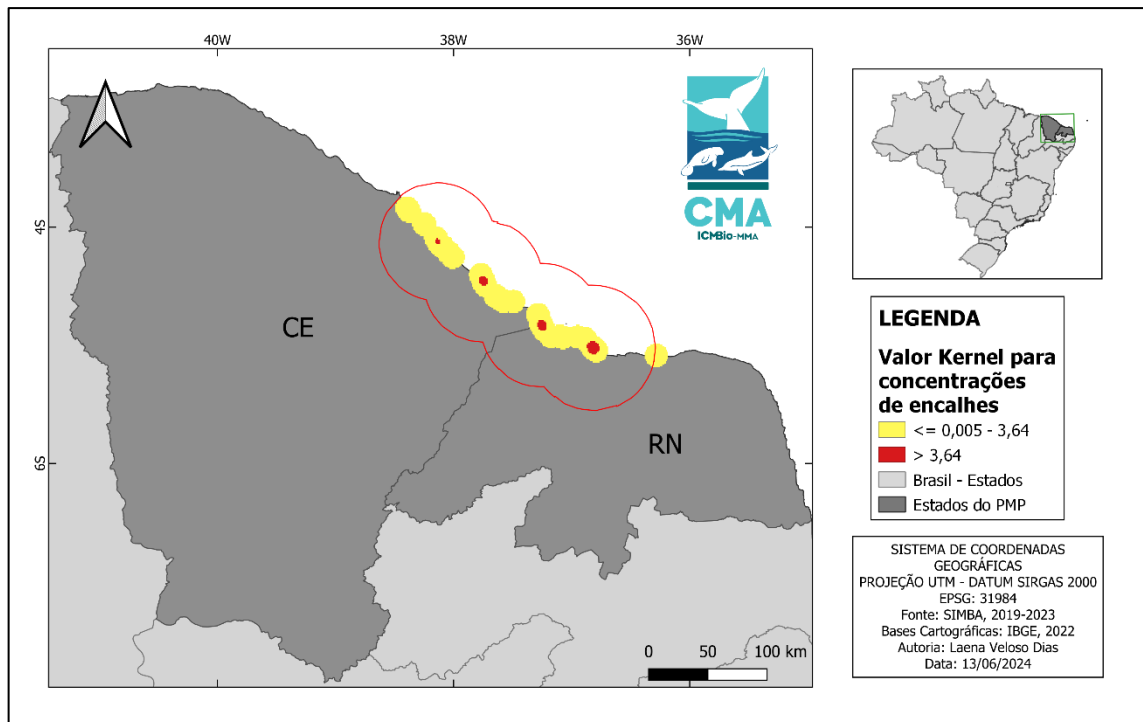 40W
38W
36W
4S
6S
CE
RN
CMA
ICMBio-MMA
0
50
100 km
LEGENDA
Valor Kernel para
concentrações
de encalhes
<= 0,005 - 3,64
> 3,64
Brasil - Estados
Estados do PMP
SISTEMA DE COORDENADAS
GEOGRÁFICAS
PROJEÇÃO UTM - DATUM SIRGAS 2000
EPSG: 31984
Fonte: SIMBA, 2019-2023
Bases Cartográficas: IBGE, 2022
Autoria: Laena Veloso Dias
Data: 13/06/2024